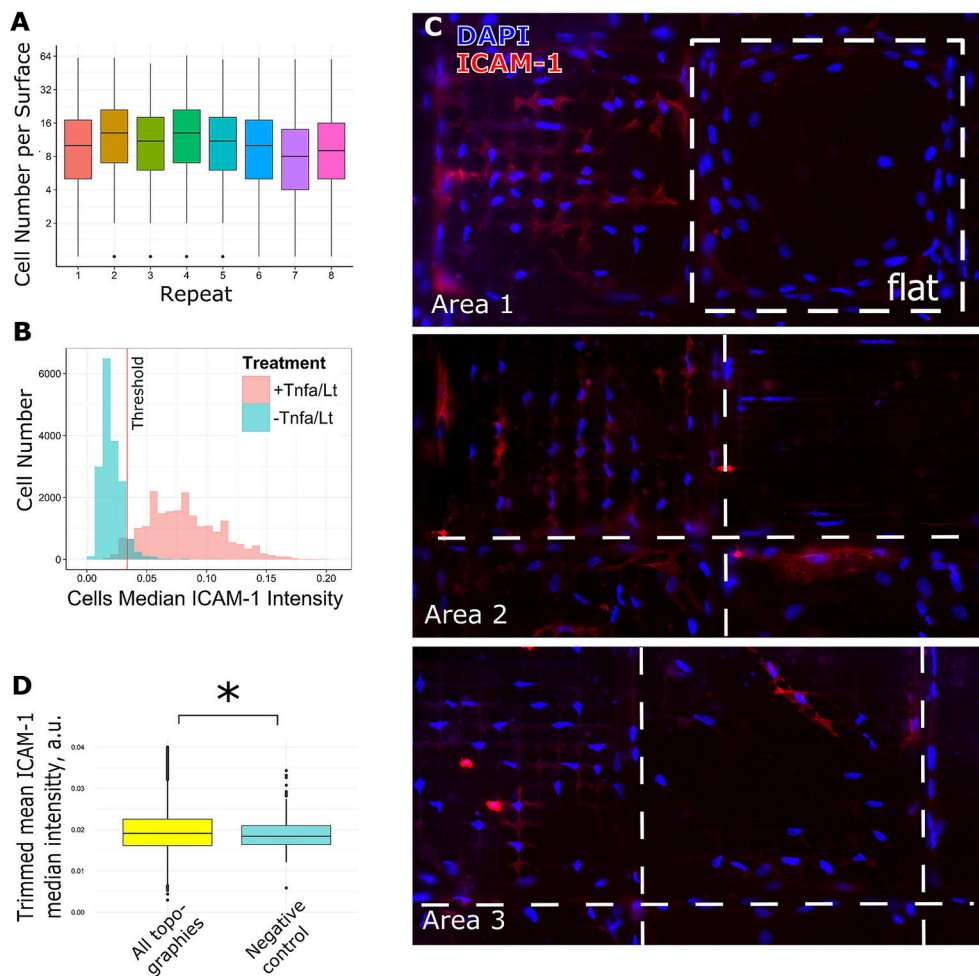 A
Cell Number per Surface
64
32
16
8
4
2
1 2 3 4 5 6 7 8
Repeat
B
Cell Number
6000
4000
2000
0
Threshold
Treatment
+Tnfa/Lt
-Tnfa/Lt
0.00 0.05 0.10 0.15 0.20
Cells Median ICAM-1 Intensity
D
*
Trimmed mean ICAM-1
median intensitty, a.u.
0.04
0.03
0.02
0.01
0.0
All topo-
graphies
Negative
control
C
DAPI
ICAM-1
flat
Area 1
Area 2
Area 3